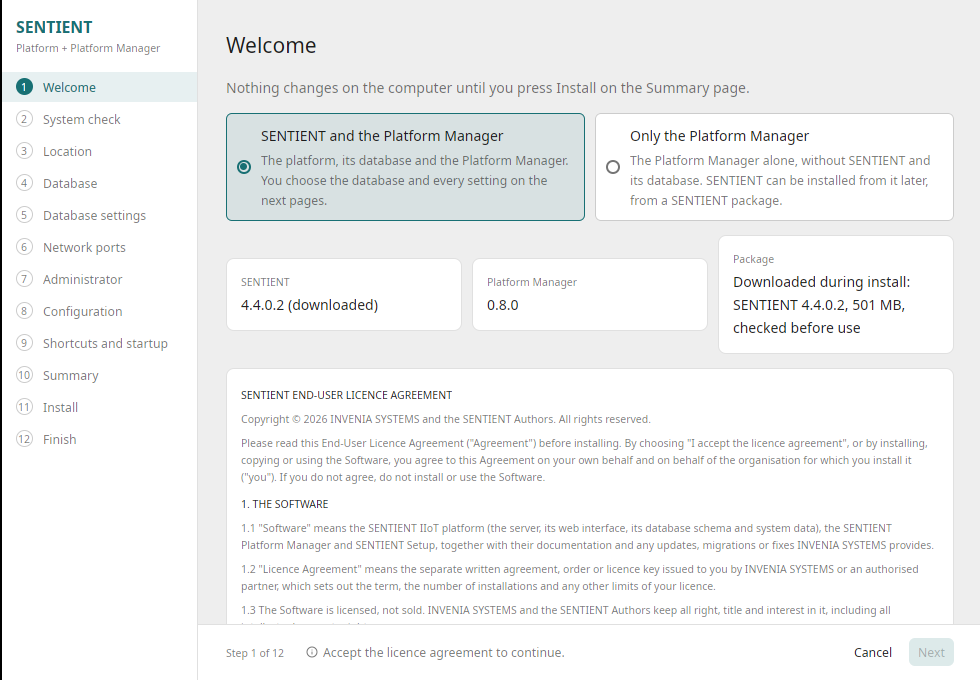 SENTIENT
Platform + Platform Manager
1 Welcome
2 System check
3 Location
4 Database
5 Database settings
6 Network ports
7 Administrator
8 Configuration
9 Shortcuts and startup
10 Summary
11 Install
12 Finish
Welcome
Nothing changes on the computer until you press Install on the Summary page.
SENTIENT and the Platform Manager
The platform, its database and the Platform Manager.
You choose the database and every setting on the
next pages.
Only the Platform Manager
The Platform Manager alone, without SENTIENT and
its database. SENTIENT can be installed from it later,
from a SENTIENT package.
SENTIENT
4.4.0.2 (downloaded)
Platform Manager
0.8.0
Package
Downloaded during install:
SENTIENT 4.4.0.2, 501 MB,
checked before use
SENTIENT END-USER LICENCE AGREEMENT
Copyright © 2026 INVENIA SYSTEMS and the SENTIENT Authors. All rights reserved.
Please read this End-User Licence Agreement ("Agreement") before installing. By choosing "I accept the licence agreement", or by installing,
copying or using the Software, you agree to this Agreement on your own behalf and on behalf of the organisation for which you install it
("you"). If you do not agree, do not install or use the Software.
1. THE SOFTWARE
1.1 "Software" means the SENTIENT IIoT platform (the server, its web interface, its database schema and system data), the SENTIENT
Platform Manager and SENTIENT Setup, together with their documentation and any updates, migrations or fixes INVENIA SYSTEMS provides.
1.2 "Licence Agreement" means the separate written agreement, order or licence key issued to you by INVENIA SYSTEMS or an authorised
partner, which sets out the term, the number of installations and any other limits of your licence.
1.3 The Software is licensed, not sold. INVENIA SYSTEMS and the SENTIENT Authors keep all right, title and interest in it, including all
Step 1 of 12
Accept the licence agreement to continue.
Cancel
Next